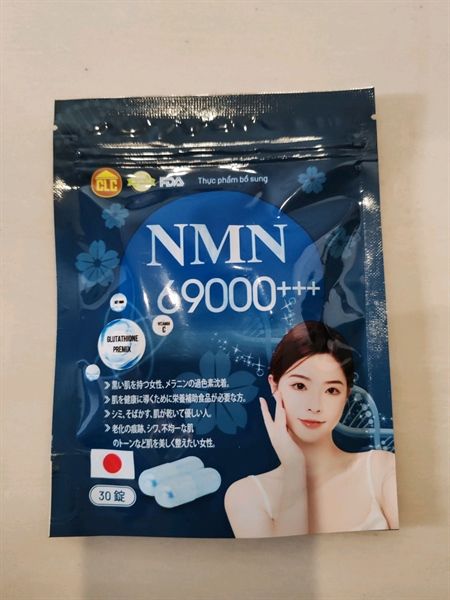 CLC
FDA
Thực phẩm bổ sung
NMN
69000+++
GLUTATHIONE
PREMIX
VITAMIN
C
➤ 黒い肌を持つ女性、メラニンの過色素沈着。
➤ 肌を健康に導くために栄養補助食品が必要な方。
➤ シミ、そばかす、肌が乾いて優しい人。
➤ 老化の痕跡、シワ、不均一な肌
のトーンなど肌を美しく整えたい女性。
30 錠